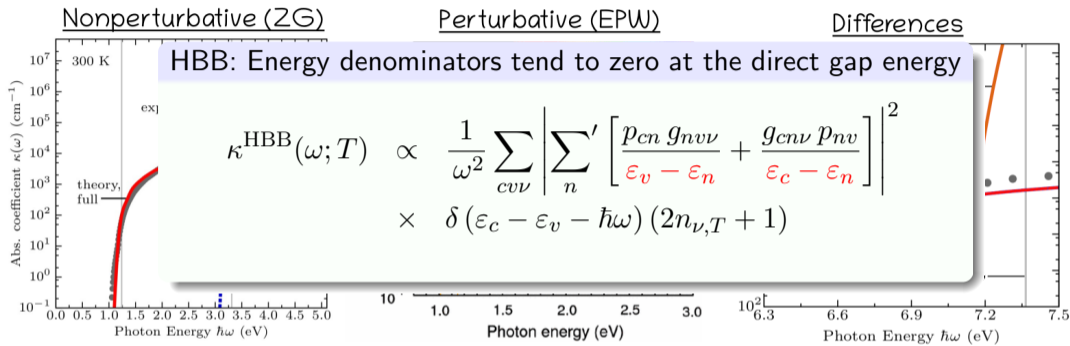 Nonperturbative (ZG)
Perturbative (EPW)
Differences
HBB: Energy denominators tend to zero at the direct gap energy
κ^HBB(ω;T) ∝ 1/ω² ∑_{cvν} | ∑′_n [ p_{cn} g_{nvν} / (ε_v − ε_n) + g_{cnν} p_{nv} / (ε_c − ε_n) ] |²
× δ (ε_c − ε_v − ħω) (2n_{ν,T} + 1)
Abs. coefficient κ(ω) (cm⁻¹)
10⁷
10⁶
10⁵
10⁴
10³
10²
10¹
10⁰
10⁻¹
300 K
exp
theory,
full
0.0 0.5 1.0 1.5 2.0 2.5 3.0 3.5 4.0 4.5 5.0
Photon Energy ħω (eV)
10
1.0 1.5 2.0 2.5 3.0
Photon energy (eV)
10²
6.3 6.6 6.9 7.2 7.5
Photon Energy ħω (eV)